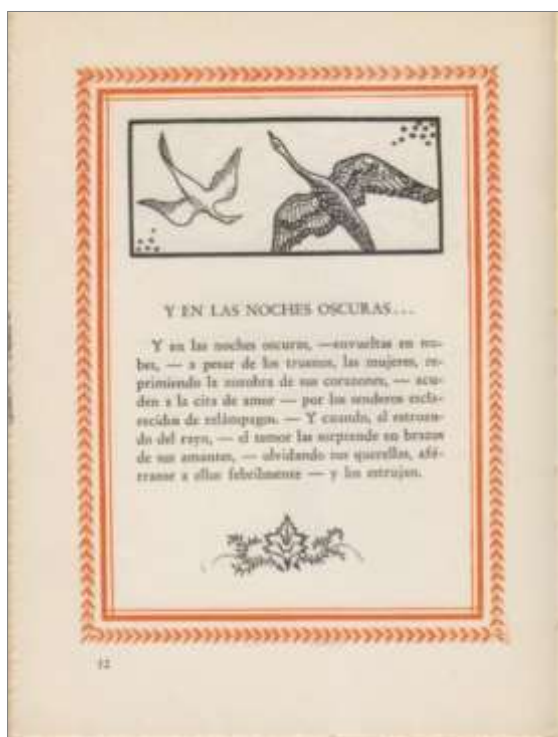 Y EN LAS NOCHES OSCURAS...
Y en las noches oscuras, —envueltas en nu-
bes, — a pesar de los truenos, las mujeres, re-
primiendo la zozobra de sus corazones, — acu-
den a la cita de amor — por los senderos escla-
recidos de relámpagos. — Y cuando, al estruen-
do del rayo, — el temor las sorprende en brazos
de sus amantes, — olvidando sus querellas, afé-
rranse a ellos febrilmente — y los estrujan.